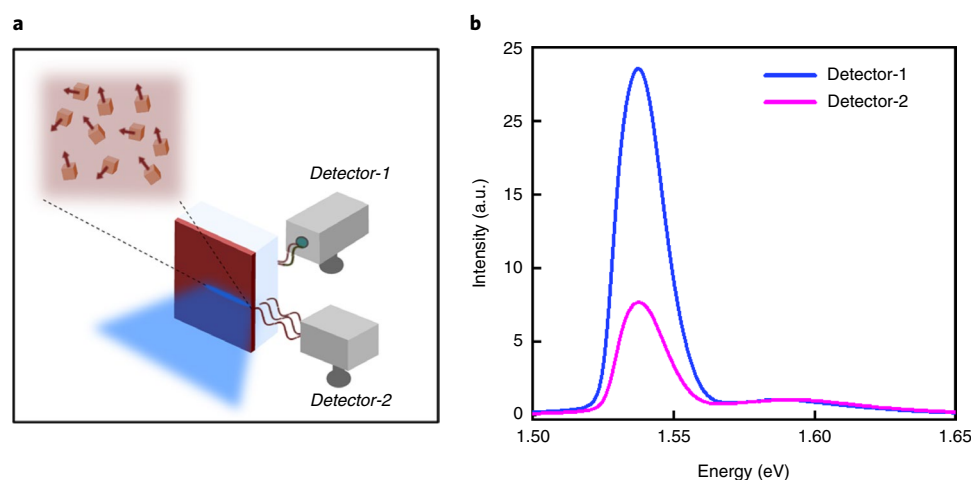 a
Detector-1
Detector-2
b
25
25
15
10
5
0
1.50
1.55
1.60
1.65
Intensity (a.u.)
Energy (eV)
Detector-1
Detector-2